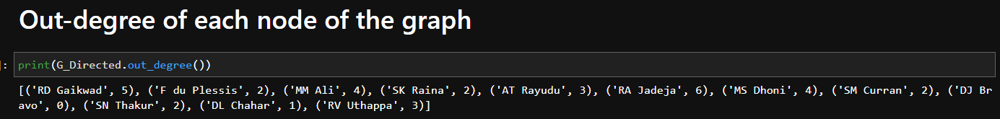 Out-degree of each node of the graph
]: print(G_Directed.out_degree())
[('RD Gaikwad', 5), ('F du Plessis', 2), ('MM Ali', 4), ('SK Raina', 2), ('AT Rayudu', 3), ('RA Jadeja', 6), ('MS Dhoni', 4), ('SM Curran', 2), ('DJ Br
avo', 0), ('SN Thakur', 2), ('DL Chahar', 1), ('RV Uthappa', 3)]